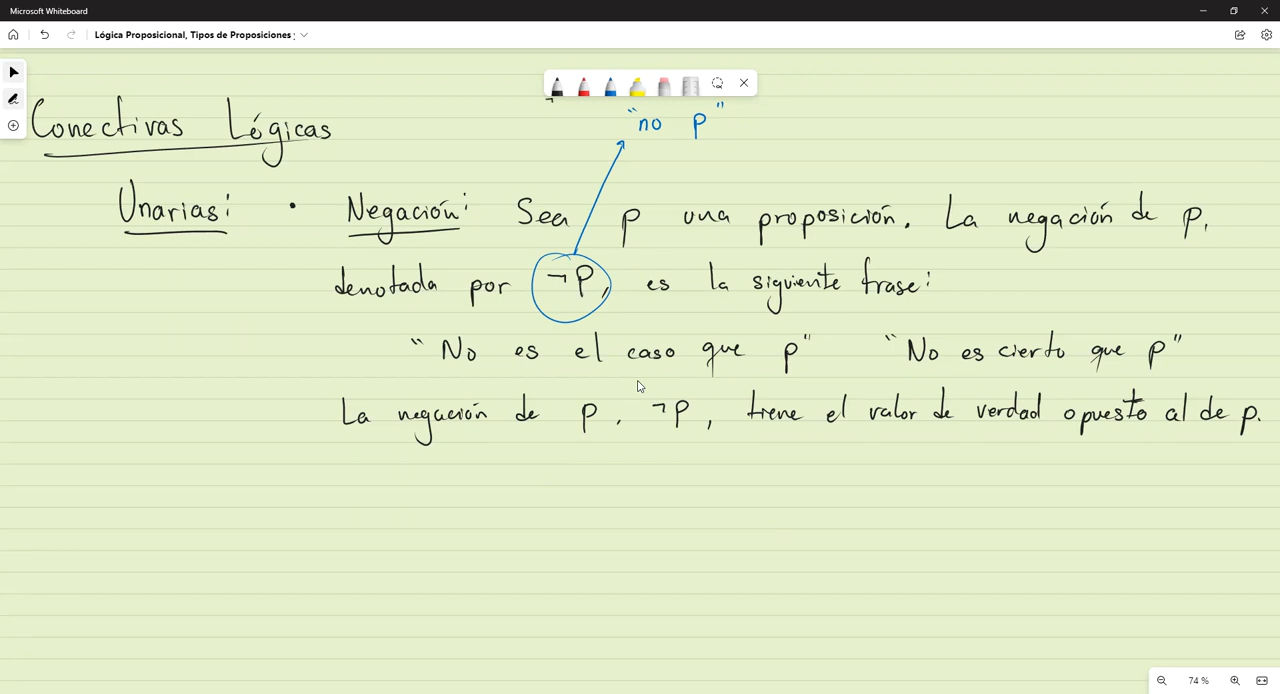 Microsoft Whiteboard
Lógica Proposicional, Tipos de Proposiciones
"no p"
Conectivas Lógicas
Unarias: • Negación: Sea p una proposición. La negación de p,
denotada por ¬p, es la siguiente frase:
"No es el caso que p" "No es cierto que p"
La negación de p, ¬p, tiene el valor de verdad opuesto al de p.
74 %